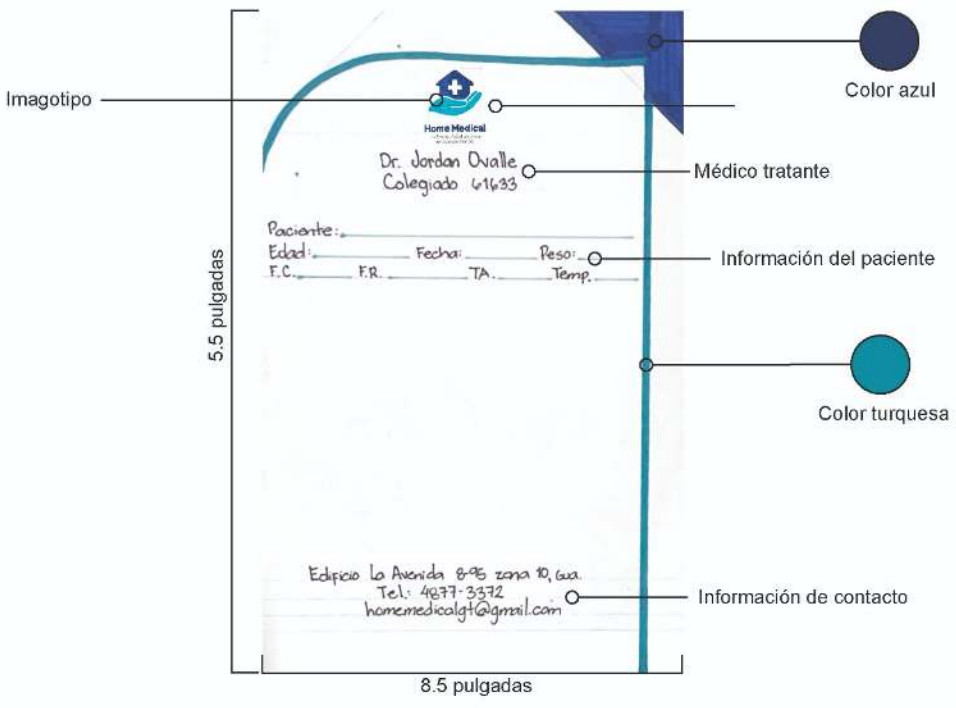 Color azul
Imagotipo
Home Medical
Dr. Jordan Ovalle
Colegiado 61633
Médico tratante
Paciente:
Edad: Fecha: Peso:
Información del paciente
F.C. F.R. TA. Temp.
5.5 pulgadas
Color turquesa
Edificio La Avenida 8-95 zona 10, Gua.
Tel.: 4877-3372
homemedicalgt@gmail.com
Información de contacto
8.5 pulgadas